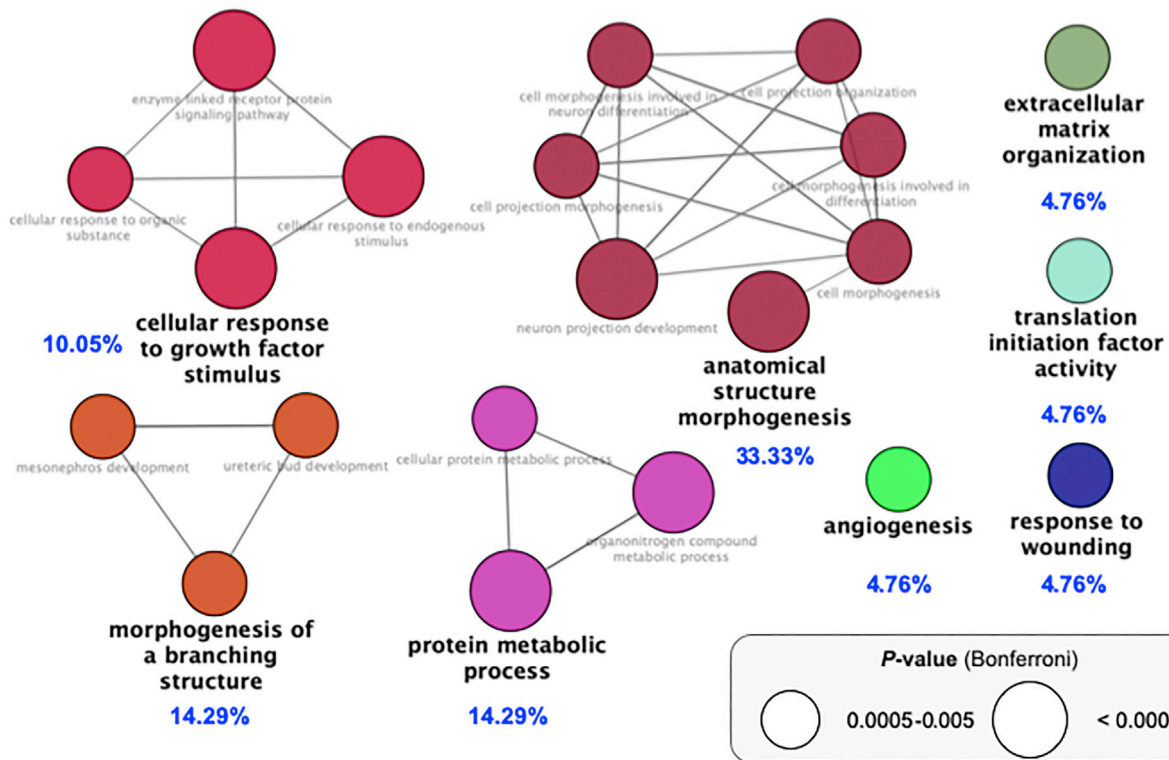 enzyme linked receptor protein
signaling pathway
cellular response to organic
substance
cellular response to endogenous
stimulus
10.05%
cellular response
to growth factor
stimulus
cell morphogenesis involved in
neuron differentiation
cell projection organization
cell projection morphogenesis
cell morphogenesis involved in
differentiation
neuron projection development
cell morphogenesis
anatomical
structure
morphogenesis
33.33%
extracellular
matrix
organization
4.76%
translation
initiation factor
activity
4.76%
mesonephros development
ureteric bud development
morphogenesis of
a branching
structure
14.29%
cellular protein metabolic process
organonitrogen compound
metabolic process
protein metabolic
process
14.29%
angiogenesis
4.76%
response to
wounding
4.76%
P-value (Bonferroni)
0.0005-0.005
< 0.000